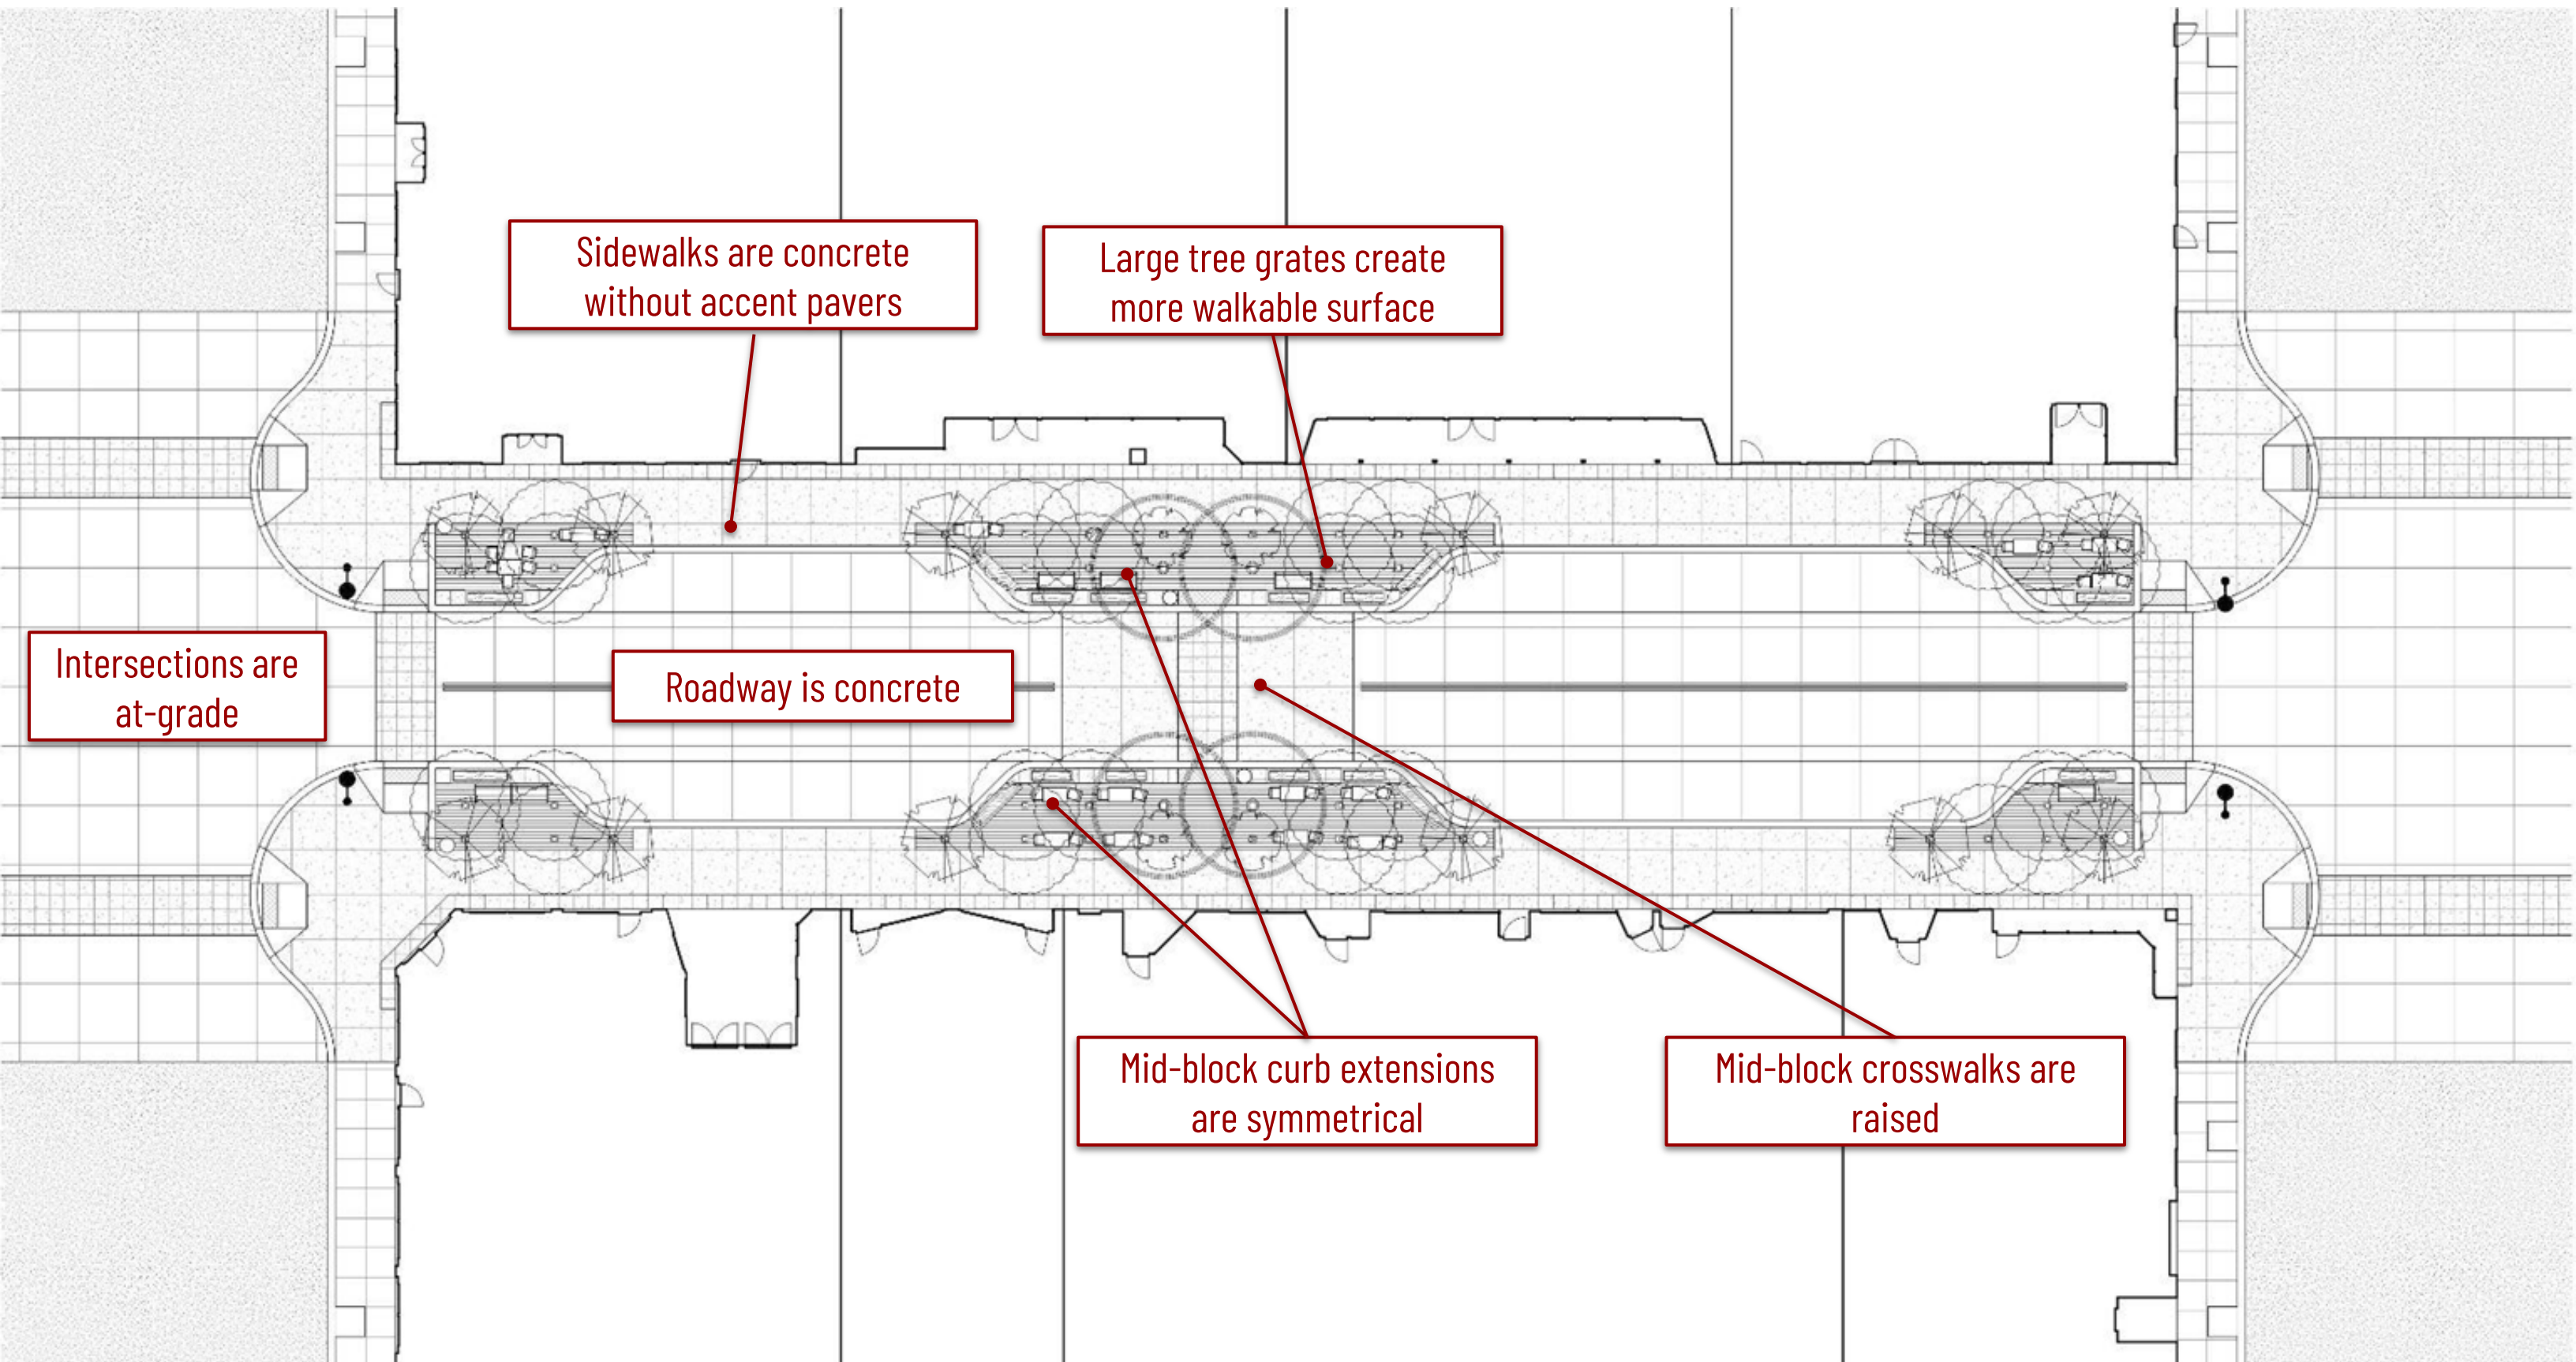 Sidewalks are concrete
without accent pavers
Large tree grates create
more walkable surface
Intersections are
at-grade
Roadway is concrete
Mid-block curb extensions
are symmetrical
Mid-block crosswalks are
raised